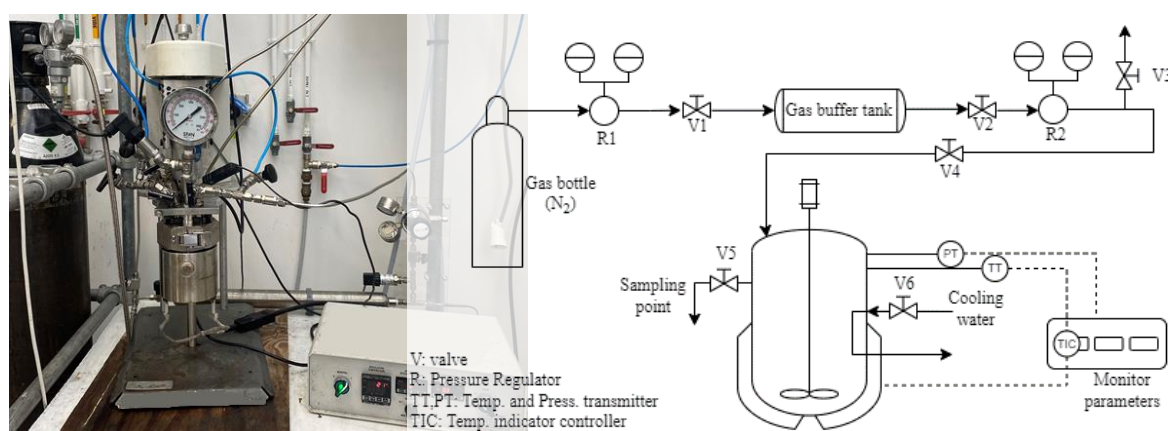 R1
V1
Gas buffer tank
V2
R2
V3
V4
Gas bottle
(N2)
V5
Sampling
point
PT
TT
V6
Cooling
water
TIC
Monitor
parameters
V: valve
R: Pressure Regulator
TT,PT: Temp. and Press. transmitter
TIC: Temp. indicator controller